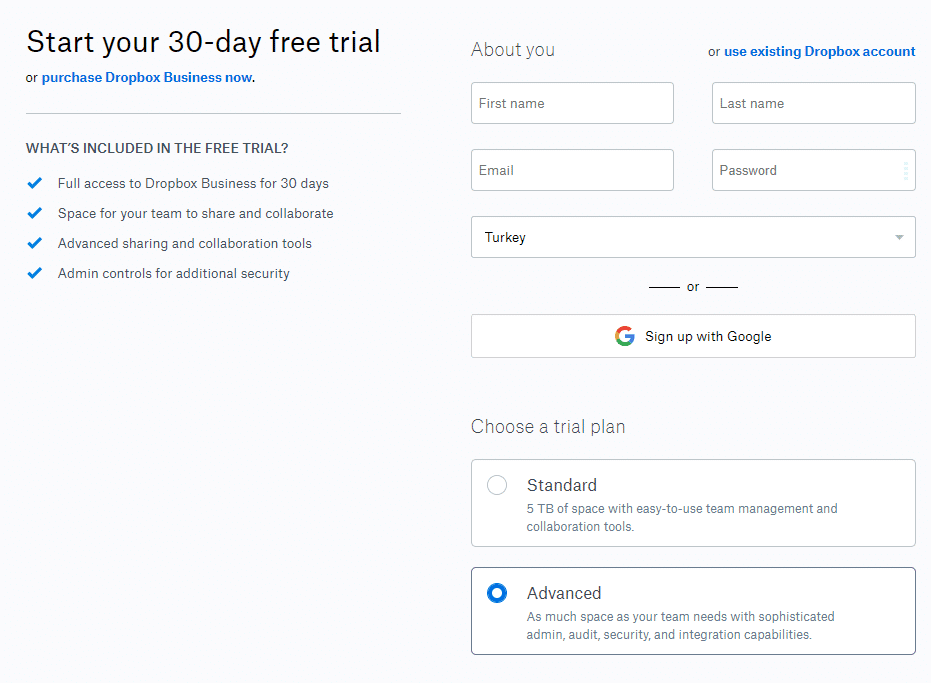 Start your 30-day free trial
or purchase Dropbox Business now.
WHAT'S INCLUDED IN THE FREE TRIAL?
Full access to Dropbox Business for 30 days
Space for your team to share and collaborate
Advanced sharing and collaboration tools
Admin controls for additional security
About you
or use existing Dropbox account
First name
Last name
Email
Password
Turkey
or
Sign up with Google
Choose a trial plan
Standard
5 TB of space with easy-to-use team management and
collaboration tools.
Advanced
As much space as your team needs with sophisticated
admin, audit, security, and integration capabilities.